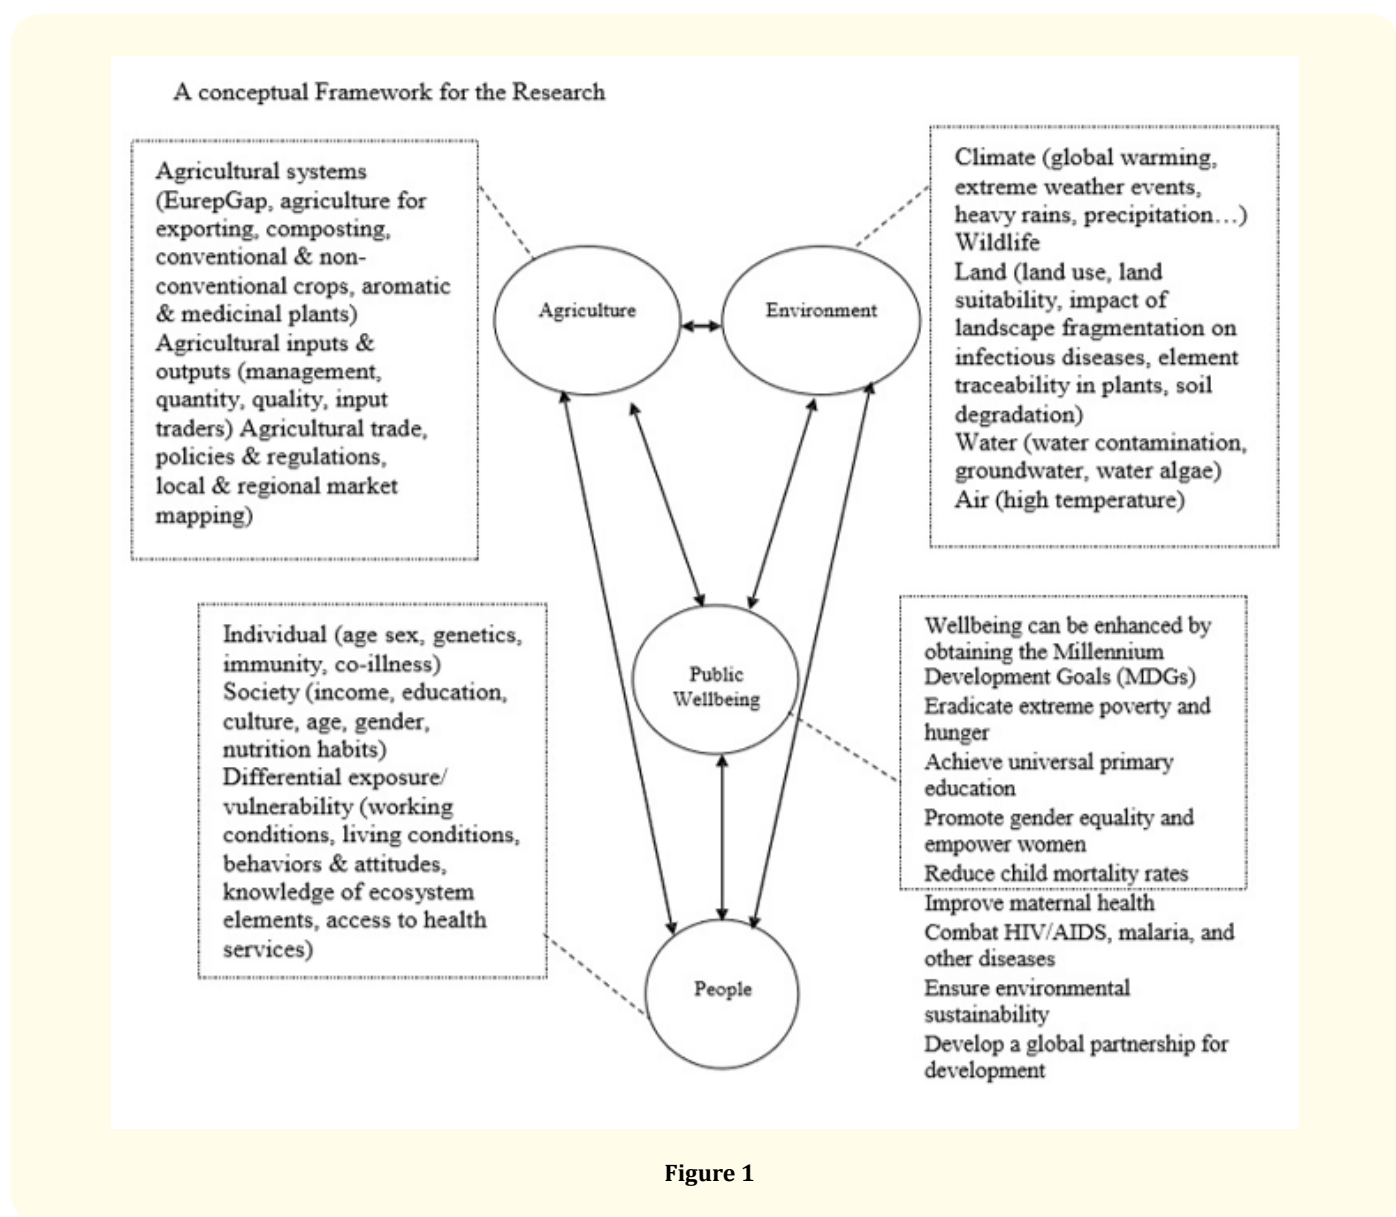 A conceptual Framework for the Research
Agricultural systems
(EurepGap, agriculture for
exporting, composting,
conventional & non-
conventional crops, aromatic
& medicinal plants)
Agricultural inputs &
outputs (management,
quantity, quality, input
traders) Agricultural trade,
policies & regulations,
local & regional market
mapping)
Climate (global warming,
extreme weather events,
heavy rains, precipitation...)
Wildlife
Land (land use, land
suitability, impact of
landscape fragmentation on
infectious diseases, element
traceability in plants, soil
degradation)
Water (water contamination,
groundwater, water algae)
Air (high temperature)
Agriculture
Environment
Individual (age sex, genetics,
immunity, co-illness)
Society (income, education,
culture, age, gender,
nutrition habits)
Differential exposure/
vulnerability (working
conditions, living conditions,
behaviors & attitudes,
knowledge of ecosystem
elements, access to health
services)
Public
Wellbeing
Wellbeing can be enhanced by
obtaining the Millennium
Development Goals (MDGs)
Eradicate extreme poverty and
hunger
Achieve universal primary
education
Promote gender equality and
empower women
Reduce child mortality rates
Improve maternal health
Combat HIV/AIDS, malaria, and
other diseases
Ensure environmental
sustainability
Develop a global partnership for
development
People
Figure 1